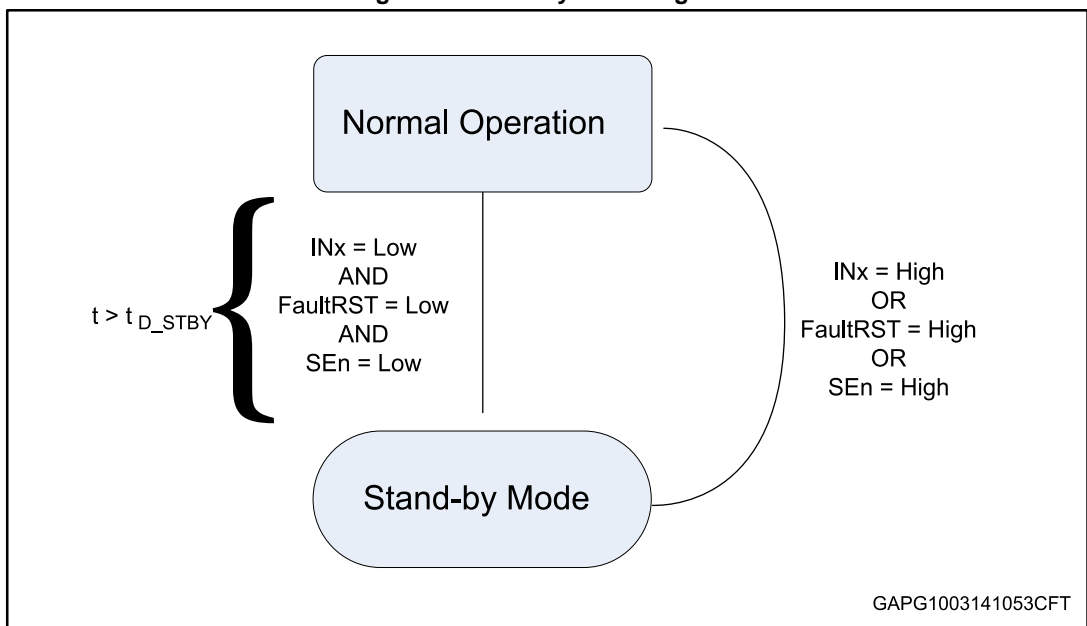 Normal Operation
INx = Low
AND
FaultRST = Low
AND
SEn = Low
t > t D_STBY
{
INx = High
OR
FaultRST = High
OR
SEn = High
Stand-by Mode
GAPG1003141053CFT